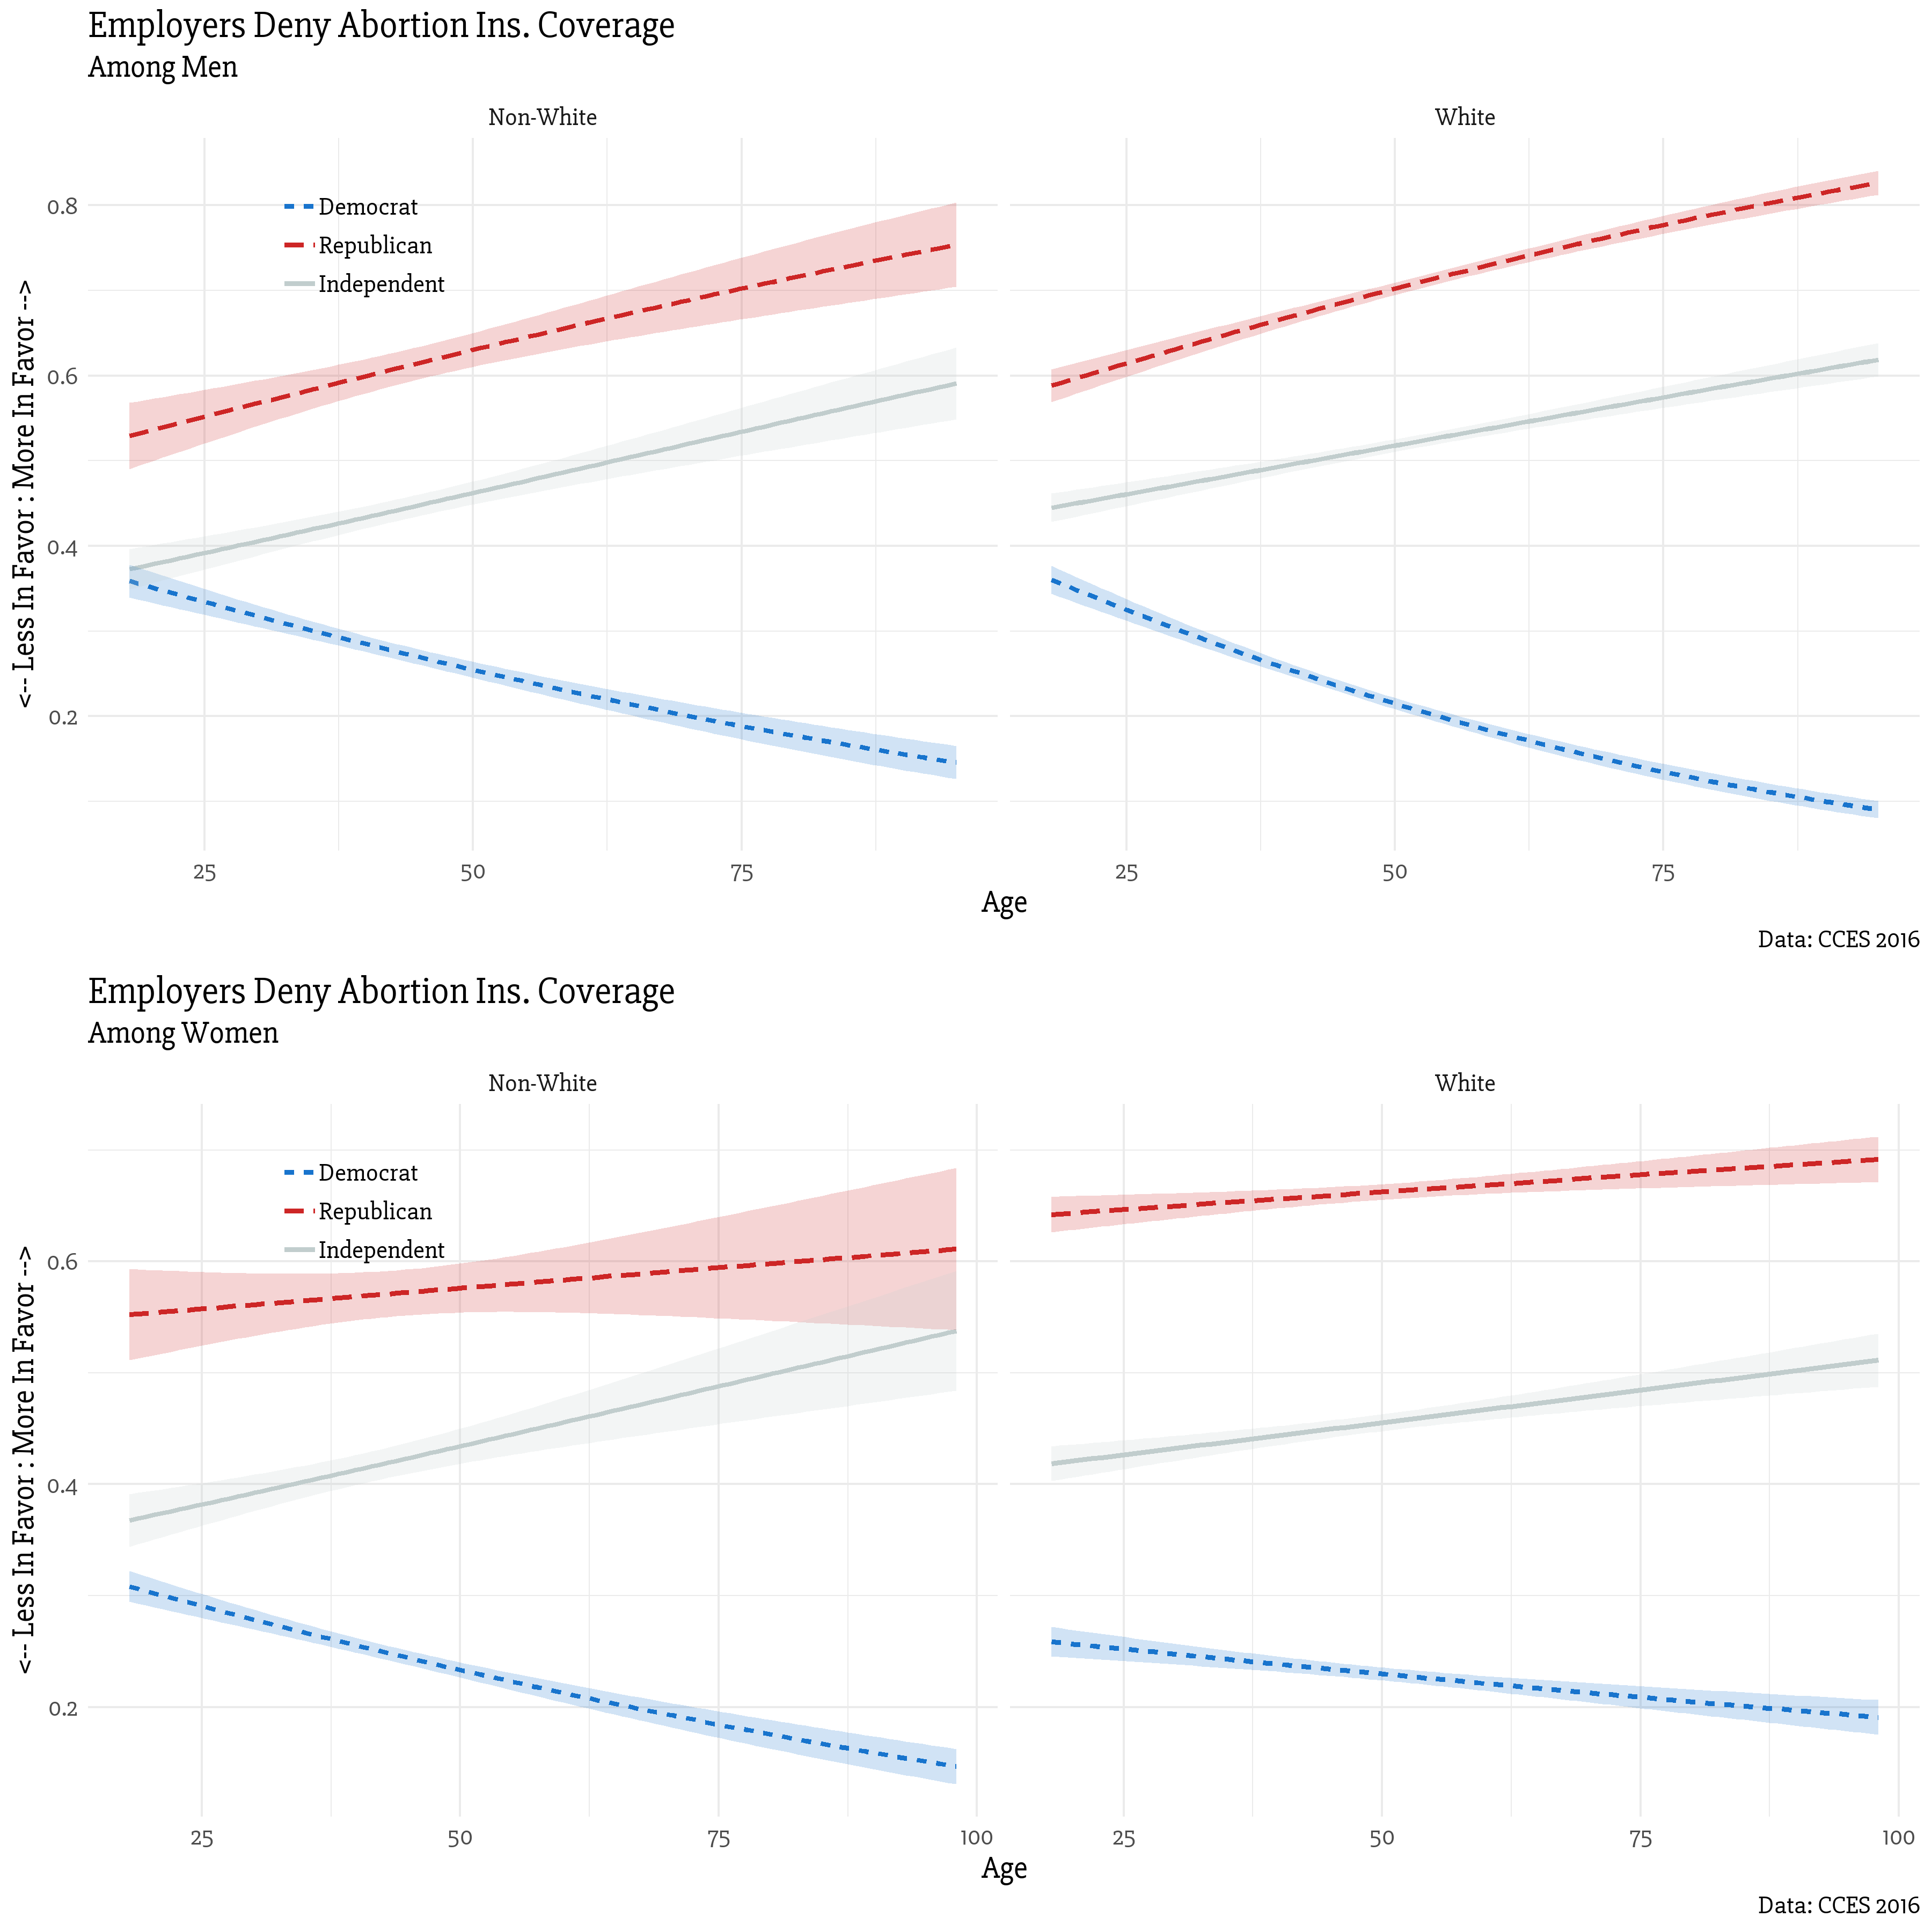 Employers Deny Abortion Ins. Coverage
Among Men
Non-White
White
<-- Less In Favor : More In Favor -->
0.8
0.6
0.4
0.2
Democrat
Republican
Independent
25
50
75
25
50
75
Age
Data: CCES 2016
Employers Deny Abortion Ins. Coverage
Among Women
Non-White
White
<-- Less In Favor : More In Favor -->
0.6
0.4
0.2
Democrat
Republican
Independent
25
50
75
100
25
50
75
100
Age
Data: CCES 2016